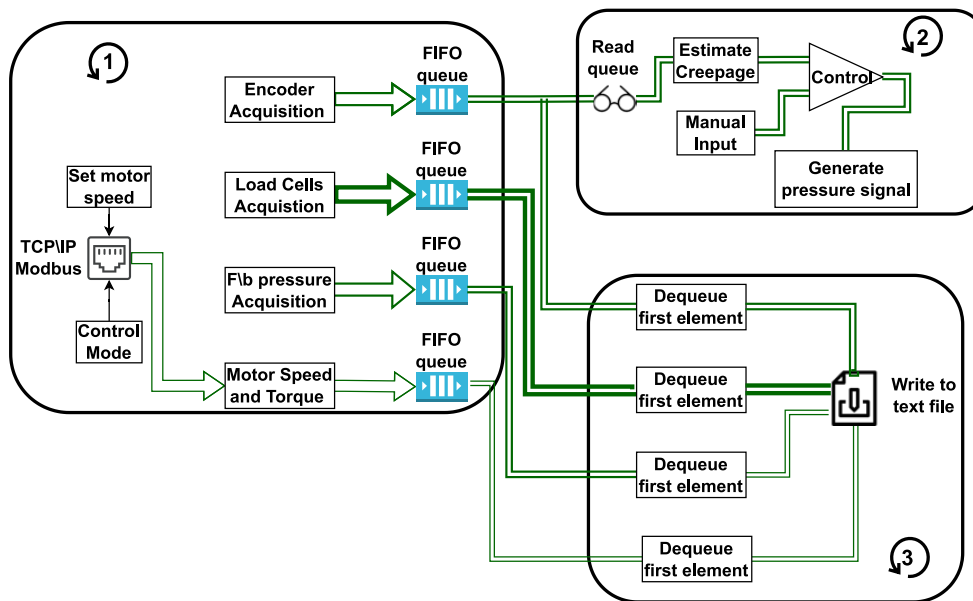 1
Encoder
Acquisition
FIFO
queue
Load Cells
Acquistion
FIFO
queue
Set motor
speed
TCP\IP
Modbus
Control
Mode
F\b pressure
Acquisition
FIFO
queue
Motor Speed
and Torque
FIFO
queue
2
Read
queue
Estimate
Creepage
Control
Manual
Input
Generate
pressure signal
Dequeue
first element
Dequeue
first element
Write to
text file
Dequeue
first element
Dequeue
first element
3